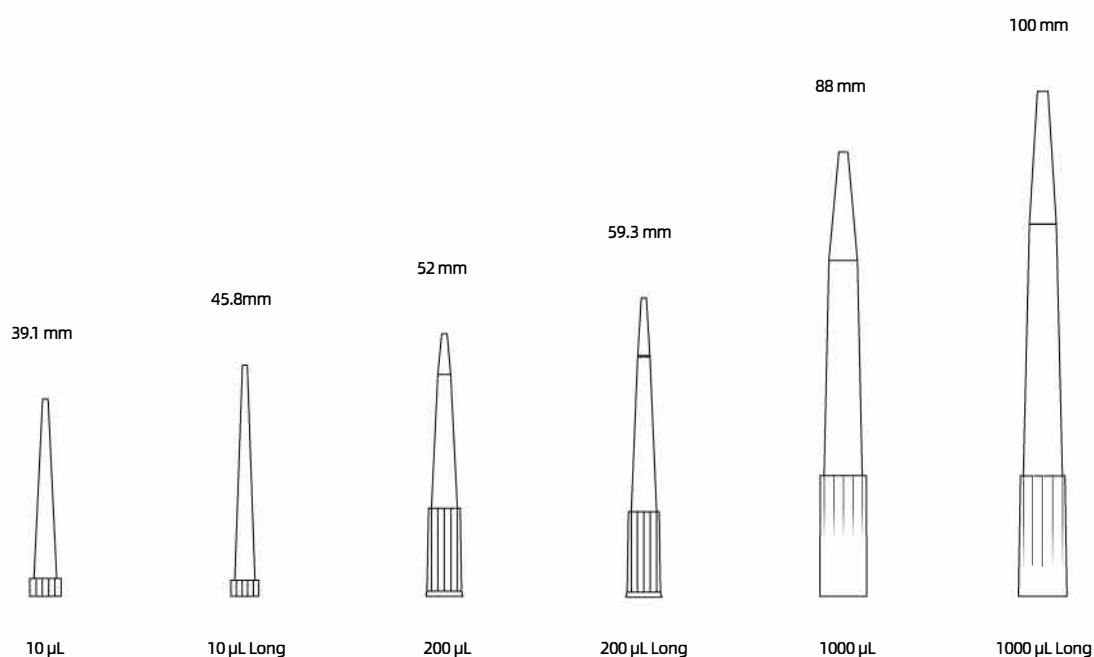 100 mm
88 mm
59.3 mm
52 mm
45.8mm
39.1 mm
10 µL
10 µL Long
200 µL
200 µL Long
1000 µL
1000 µL Long